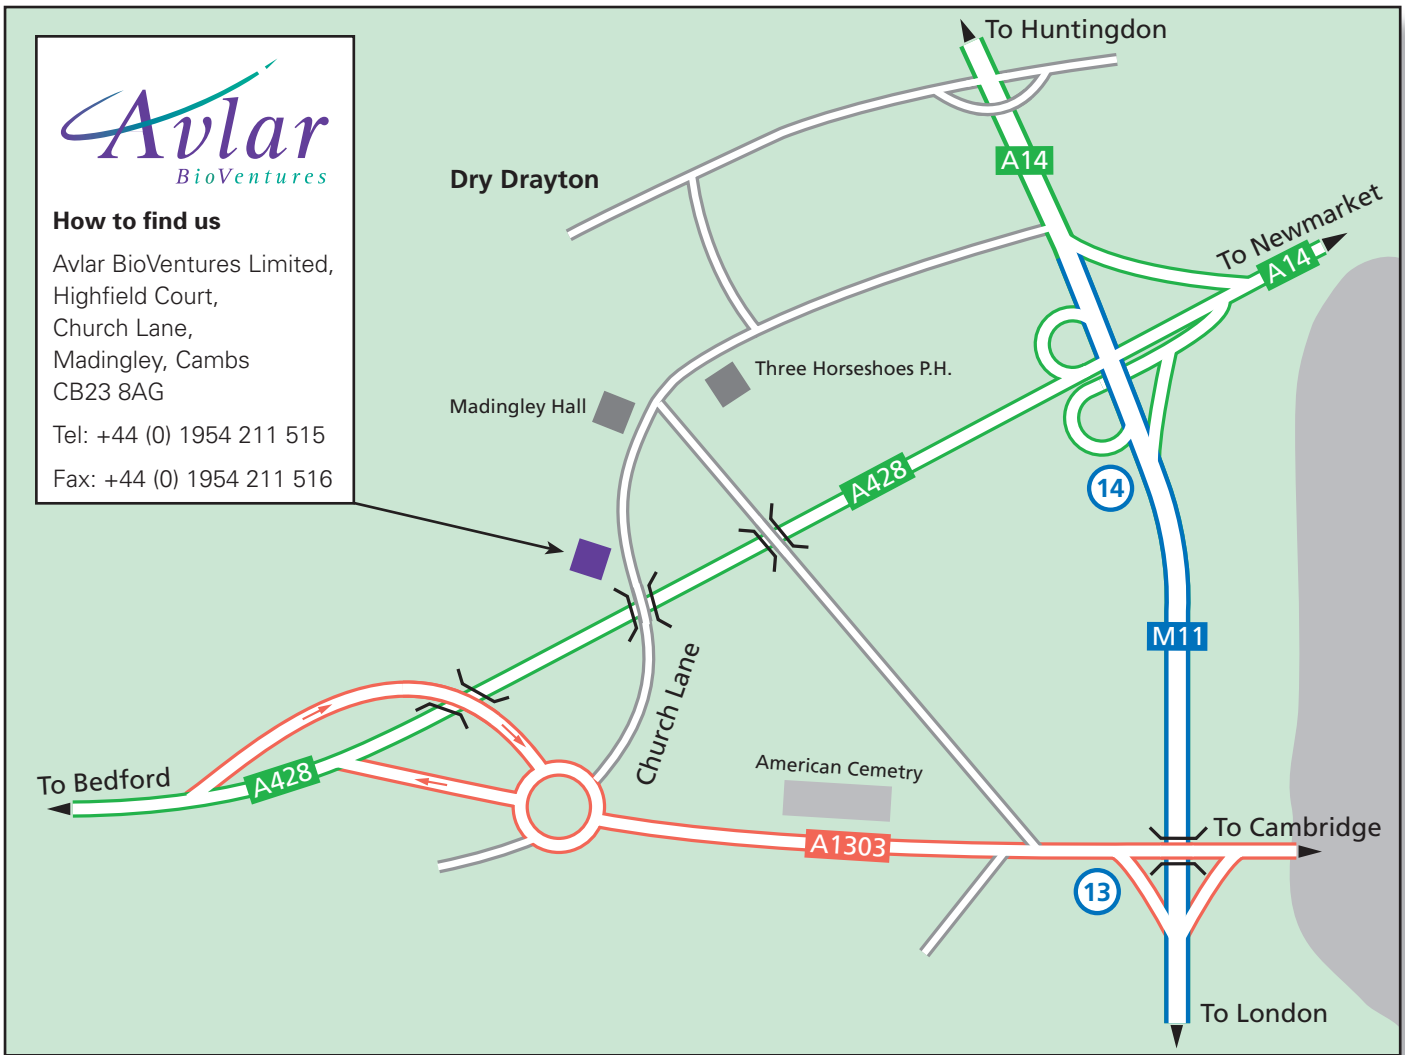 Avlar
BioVentures
How to find us
Avlar BioVentures Limited,
Highfield Court,
Church Lane,
Madingley, Cambs
CB23 8AG
Tel: +44 (0) 1954 211 515
Fax: +44 (0) 1954 211 516
To Huntingdon
A14
Dry Drayton
To Newmarket
A14
Three Horseshoes P.H.
Madingley Hall
A428
14
M11
Church Lane
To Bedford
A428
American Cemetry
A1303
To Cambridge
13
To London